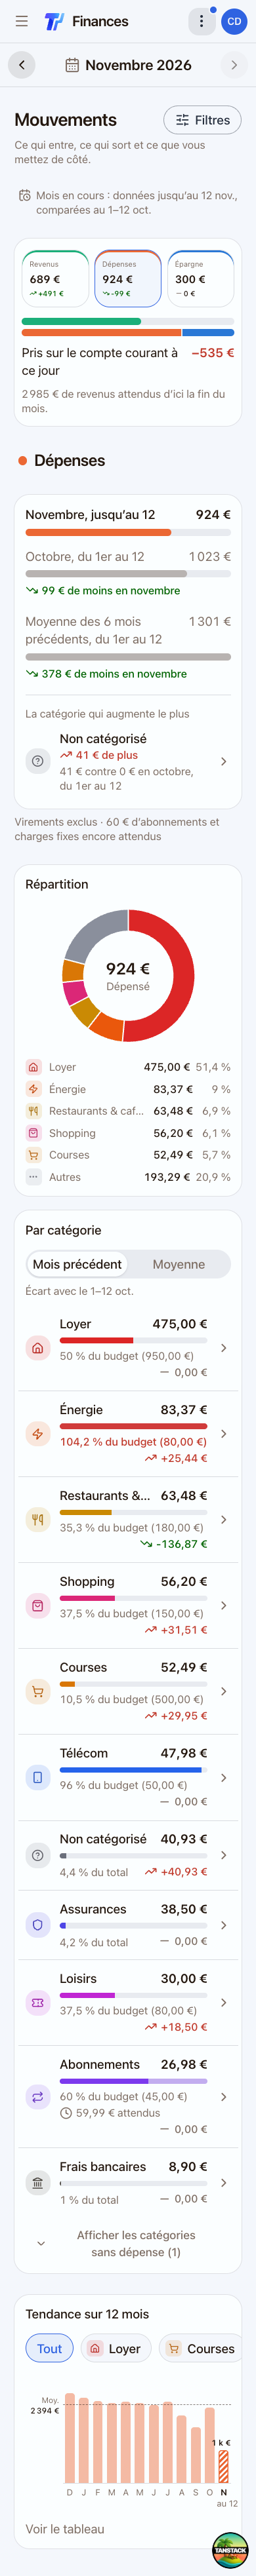 Finances
CD
Novembre 2026
Mouvements
Filtres
Ce qui entre, ce qui sort et ce que vous
mettez de côté.
Mois en cours : données jusqu’au 12 nov.,
comparées au 1–12 oct.
Revenus
689 €
+491 €
Dépenses
924 €
-99 €
Épargne
300 €
0 €
Pris sur le compte courant à
ce jour
−535 €
2 985 € de revenus attendus d’ici la fin du
mois.
Dépenses
Novembre, jusqu’au 12 924 €
Octobre, du 1er au 12 1 023 €
99 € de moins en novembre
Moyenne des 6 mois
précédents, du 1er au 12
1 301 €
378 € de moins en novembre
La catégorie qui augmente le plus
Non catégorisé
41 € de plus
41 € contre 0 € en octobre,
du 1er au 12
Virements exclus · 60 € d’abonnements et
charges fixes encore attendus
Répartition
924 €
Dépensé
Loyer 475,00 € 51,4 %
Énergie 83,37 € 9 %
Restaurants & caf... 63,48 € 6,9 %
Shopping 56,20 € 6,1 %
Courses 52,49 € 5,7 %
Autres 193,29 € 20,9 %
Par catégorie
Mois précédent Moyenne
Écart avec le 1–12 oct.
Loyer 475,00 €
50 % du budget (950,00 €)
0,00 €
Énergie 83,37 €
104,2 % du budget (80,00 €)
+25,44 €
Restaurants &... 63,48 €
35,3 % du budget (180,00 €)
-136,87 €
Shopping 56,20 €
37,5 % du budget (150,00 €)
+31,51 €
Courses 52,49 €
10,5 % du budget (500,00 €)
+29,95 €
Télécom 47,98 €
96 % du budget (50,00 €)
0,00 €
Non catégorisé 40,93 €
4,4 % du total +40,93 €
Assurances 38,50 €
4,2 % du total 0,00 €
Loisirs 30,00 €
37,5 % du budget (80,00 €)
+18,50 €
Abonnements 26,98 €
60 % du budget (45,00 €)
59,99 € attendus
0,00 €
Frais bancaires 8,90 €
1 % du total 0,00 €
Afficher les catégories
sans dépense (1)
Tendance sur 12 mois
Tout Loyer Courses
Moy.
2 394 €
1 k €
D J F M A M J J A S O N
au 12
Voir le tableau
TANSTACK